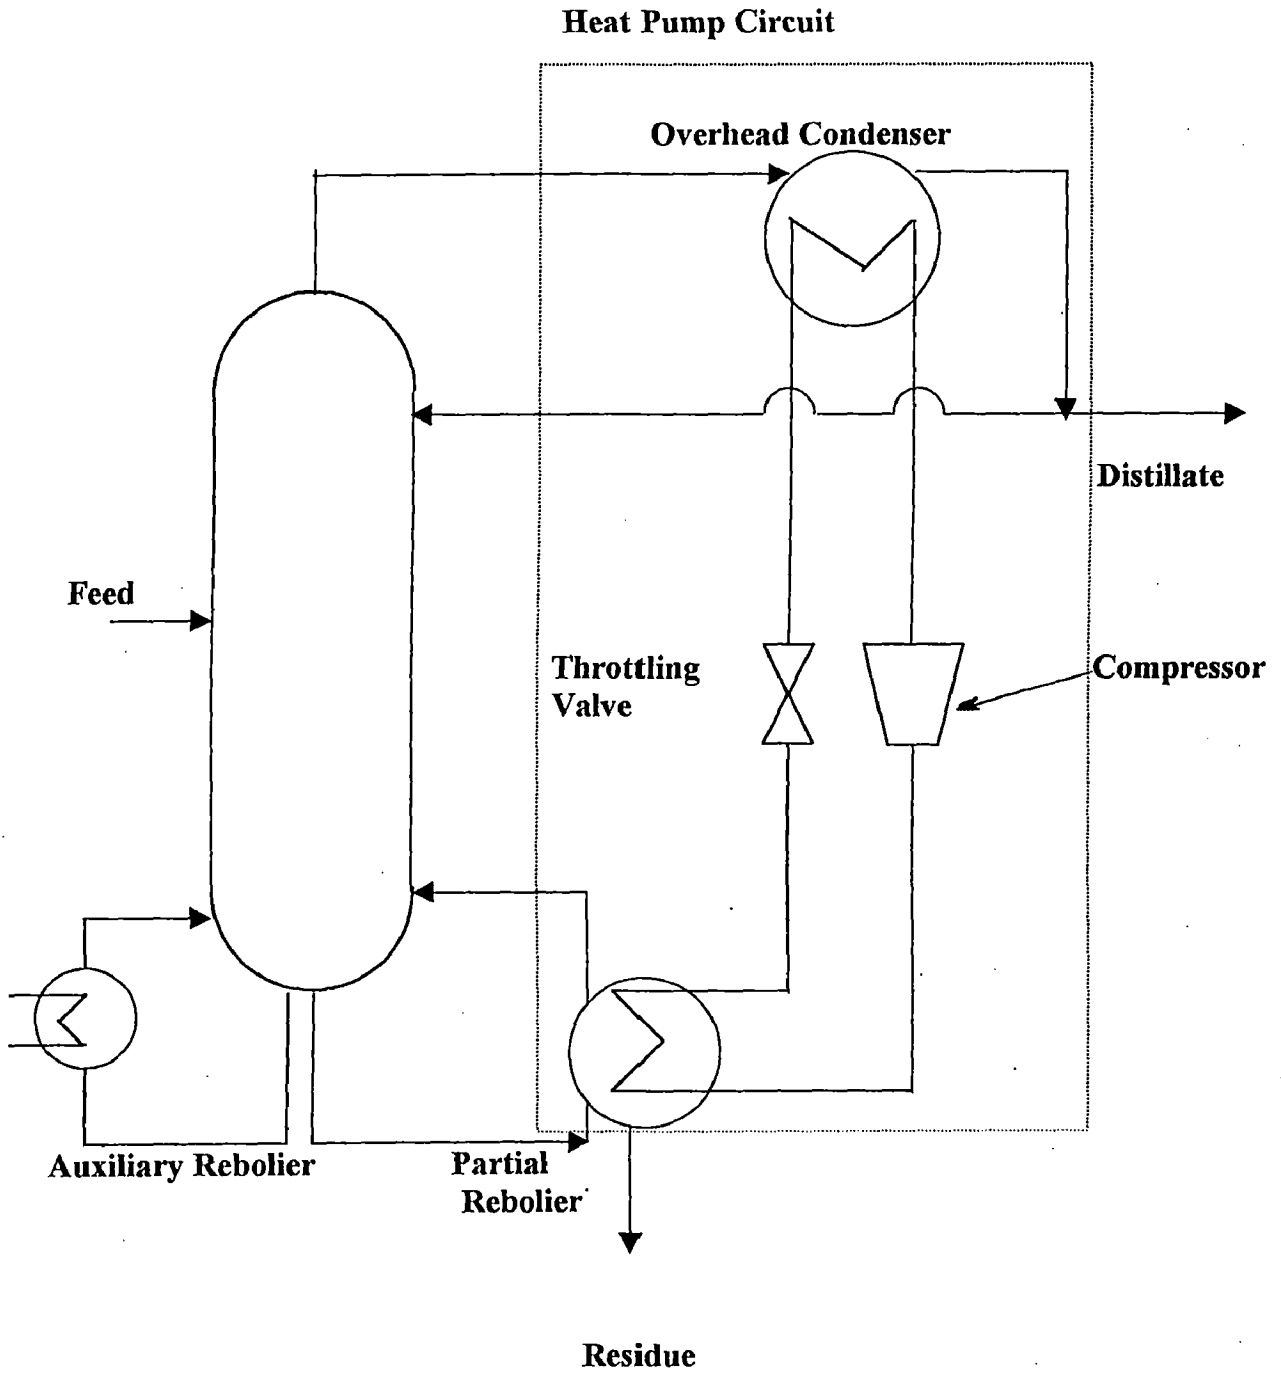 Heat Pump Circuit
Overhead Condenser
Distillate
Feed
Throttling
Valve
Compressor
Auxiliary Rebolier
Partial
Rebolier
Residue